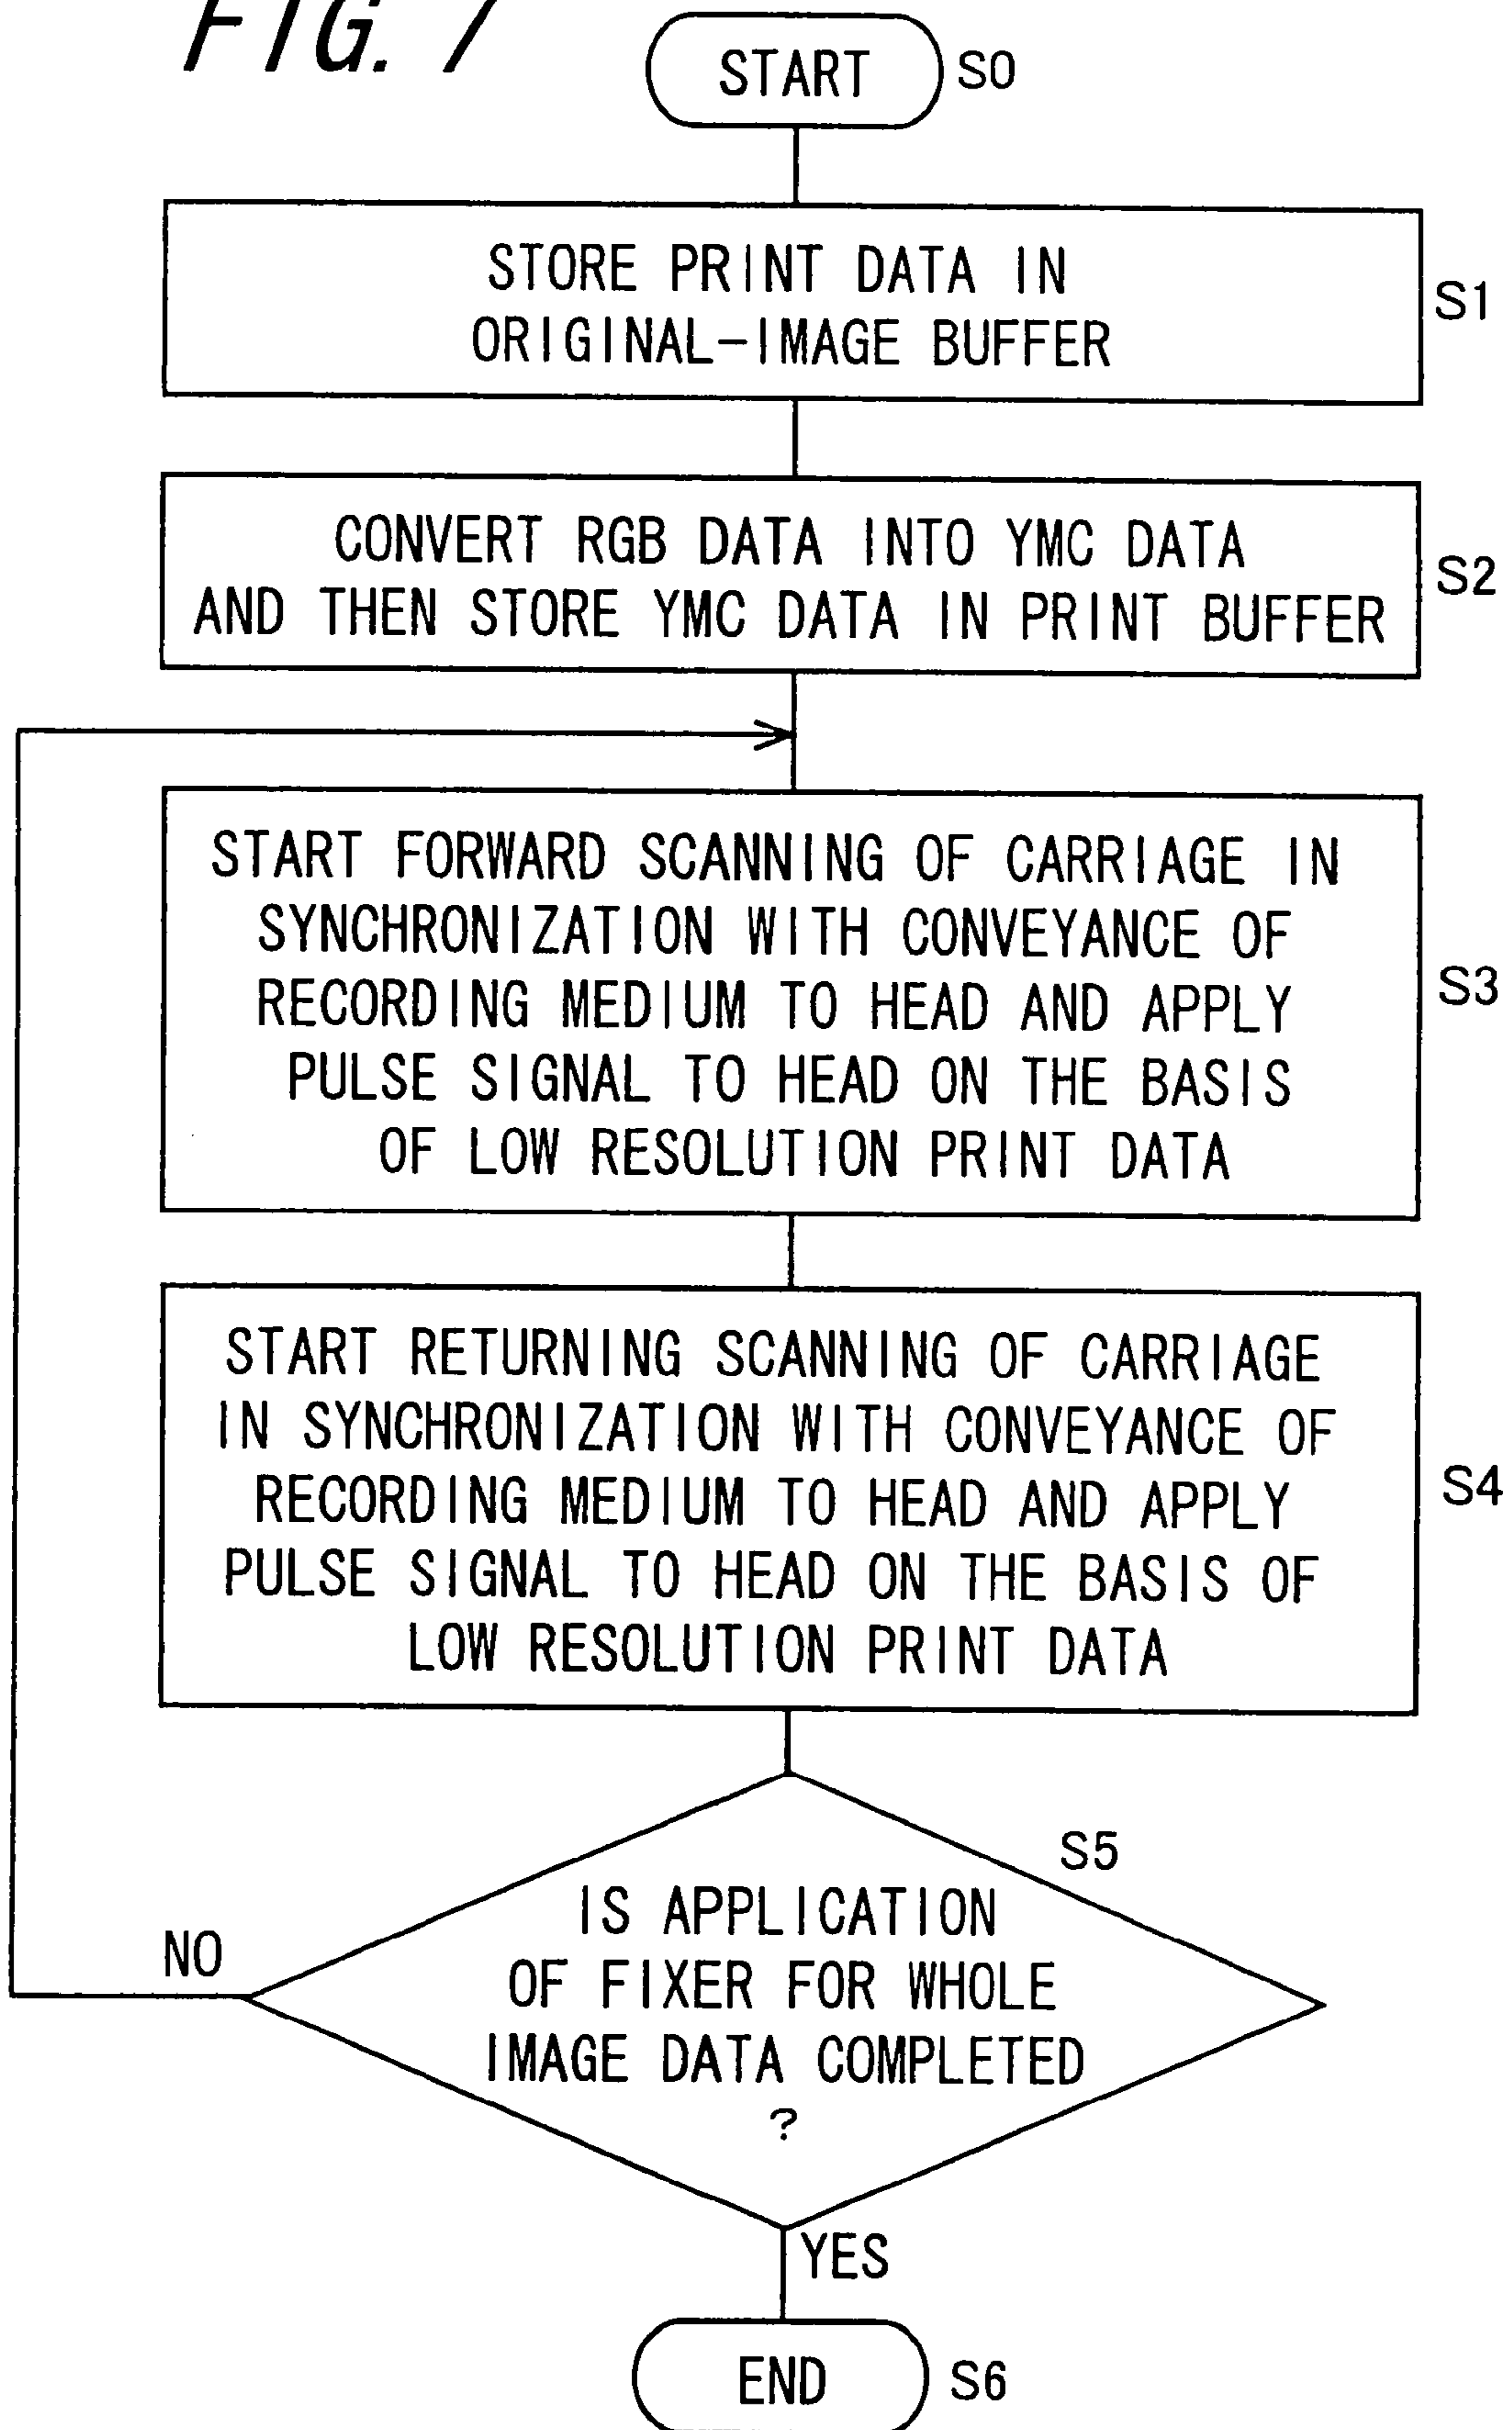 FIG. 7
START S0
STORE PRINT DATA IN
ORIGINAL-IMAGE BUFFER
S1
CONVERT RGB DATA INTO YMC DATA
AND THEN STORE YMC DATA IN PRINT BUFFER
S2
START FORWARD SCANNING OF CARRIAGE IN
SYNCHRONIZATION WITH CONVEYANCE OF
RECORDING MEDIUM TO HEAD AND APPLY
PULSE SIGNAL TO HEAD ON THE BASIS
OF LOW RESOLUTION PRINT DATA
S3
START RETURNING SCANNING OF CARRIAGE
IN SYNCHRONIZATION WITH CONVEYANCE OF
RECORDING MEDIUM TO HEAD AND APPLY
PULSE SIGNAL TO HEAD ON THE BASIS OF
LOW RESOLUTION PRINT DATA
S4
S5
IS APPLICATION
OF FIXER FOR WHOLE
IMAGE DATA COMPLETED
?
NO
YES
END S6